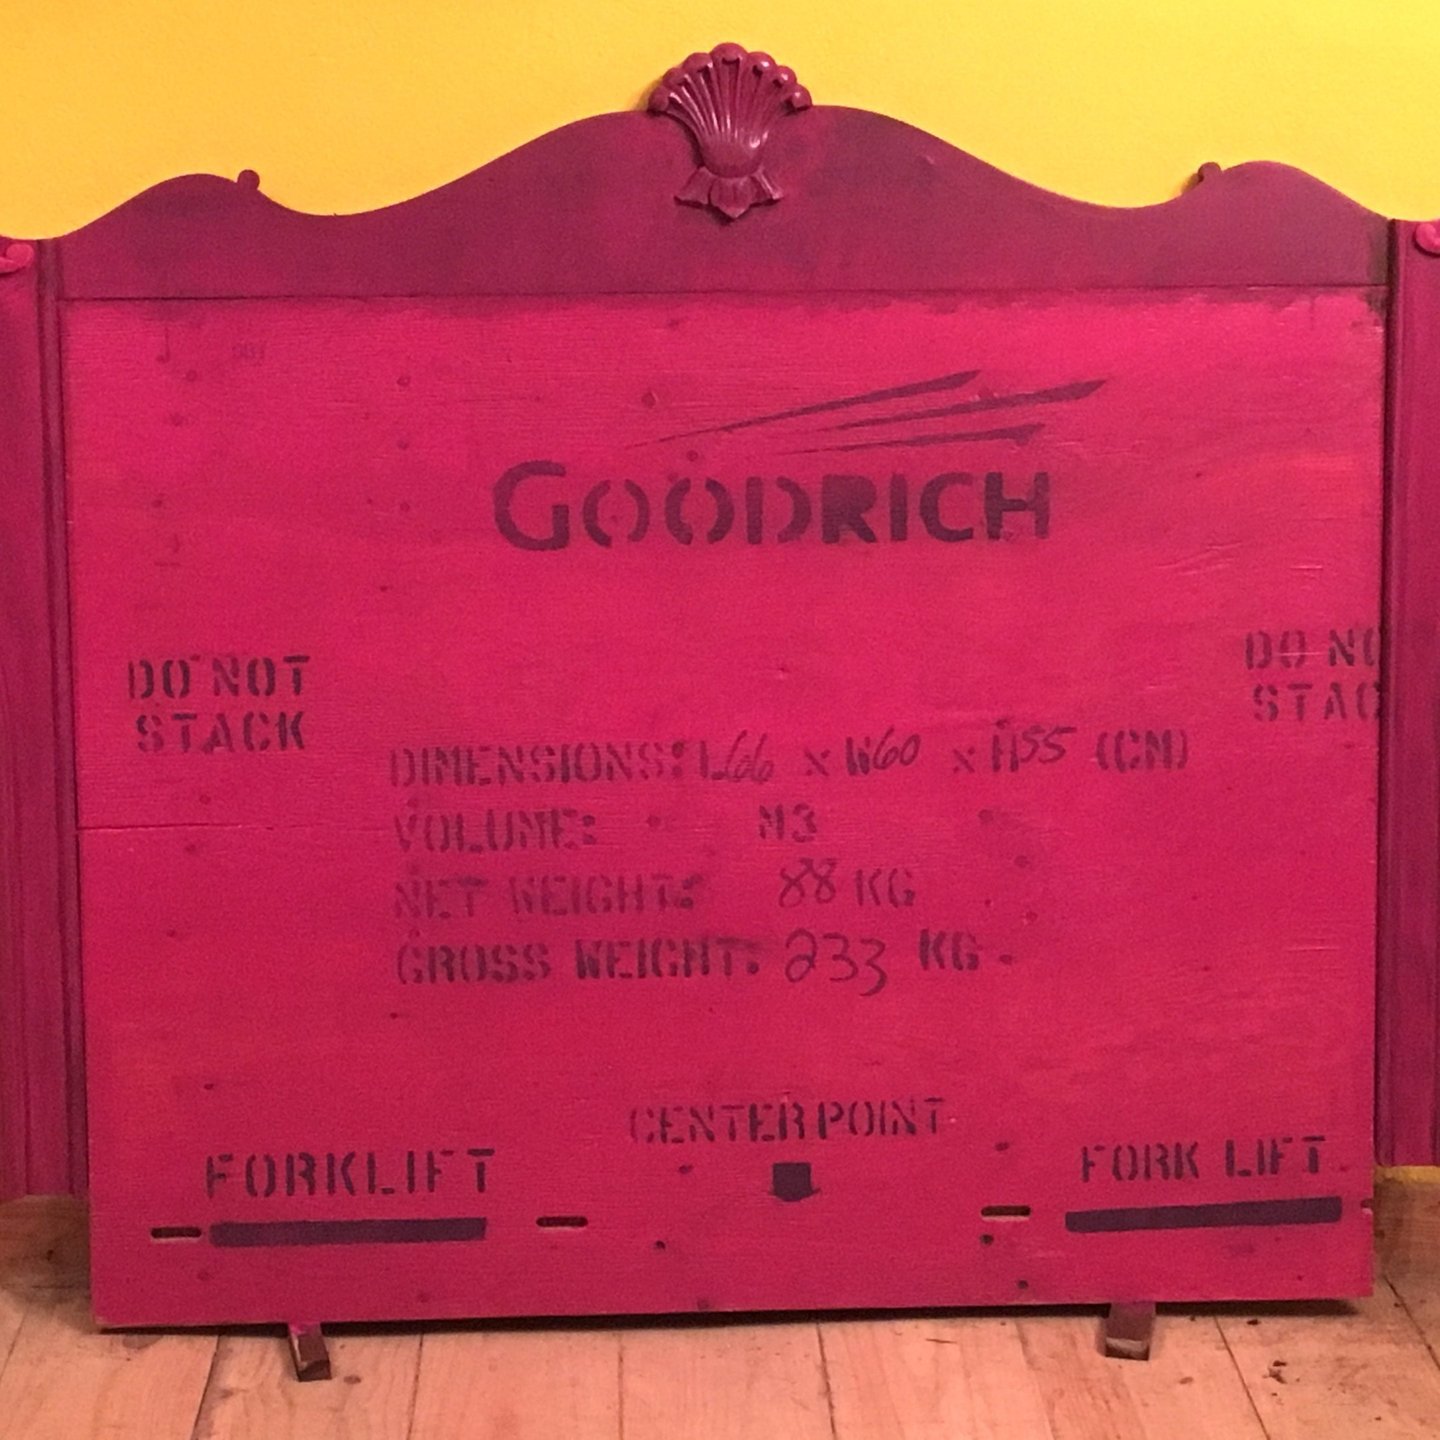 GOODRICH
DO NOT
STACK
DO NO
STAC
DIMENSIONS: L66 x W60 x H55 (CM)
VOLUME: M3
NET WEIGHT: 88 KG
GROSS WEIGHT: 233 KG
CENTER POINT
FORKLIFT
FORK LIFT